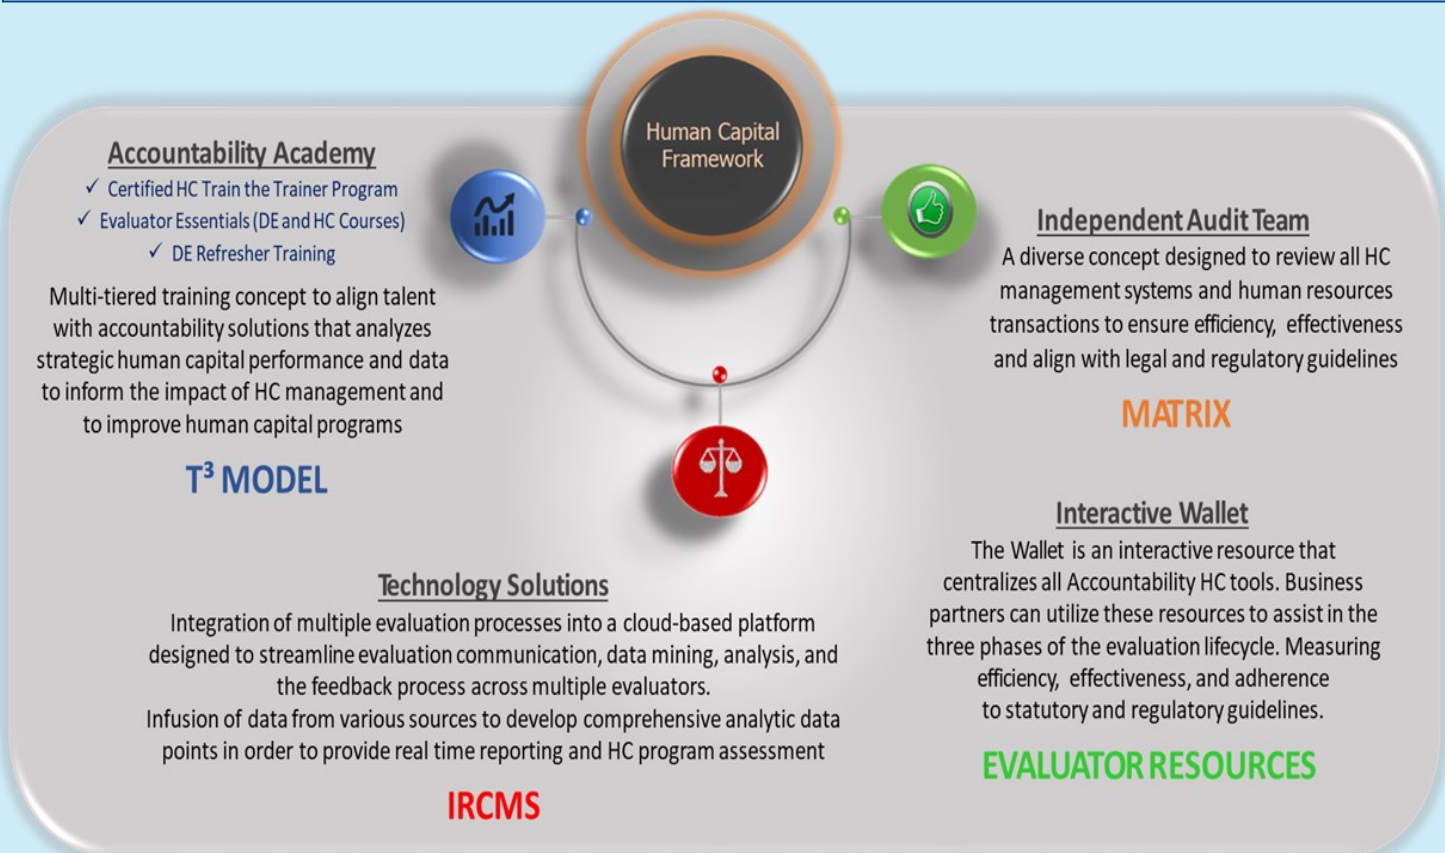 Human Capital
Framework
Accountability Academy
✓ Certified HC Train the Trainer Program
✓ Evaluator Essentials (DE and HC Courses)
✓ DE Refresher Training
Multi-tiered training concept to align talent
with accountability solutions that analyzes
strategic human capital performance and data
to inform the impact of HC management and
to improve human capital programs
T³ MODEL
Independent Audit Team
A diverse concept designed to review all HC
management systems and human resources
transactions to ensure efficiency, effectiveness
and align with legal and regulatory guidelines
MATRIX
Technology Solutions
Integration of multiple evaluation processes into a cloud-based platform
designed to streamline evaluation communication, data mining, analysis, and
the feedback process across multiple evaluators.
Infusion of data from various sources to develop comprehensive analytic data
points in order to provide real time reporting and HC program assessment
IRCMS
Interactive Wallet
The Wallet is an interactive resource that
centralizes all Accountability HC tools. Business
partners can utilize these resources to assist in the
three phases of the evaluation lifecycle. Measuring
efficiency, effectiveness, and adherence
to statutory and regulatory guidelines.
EVALUATOR RESOURCES